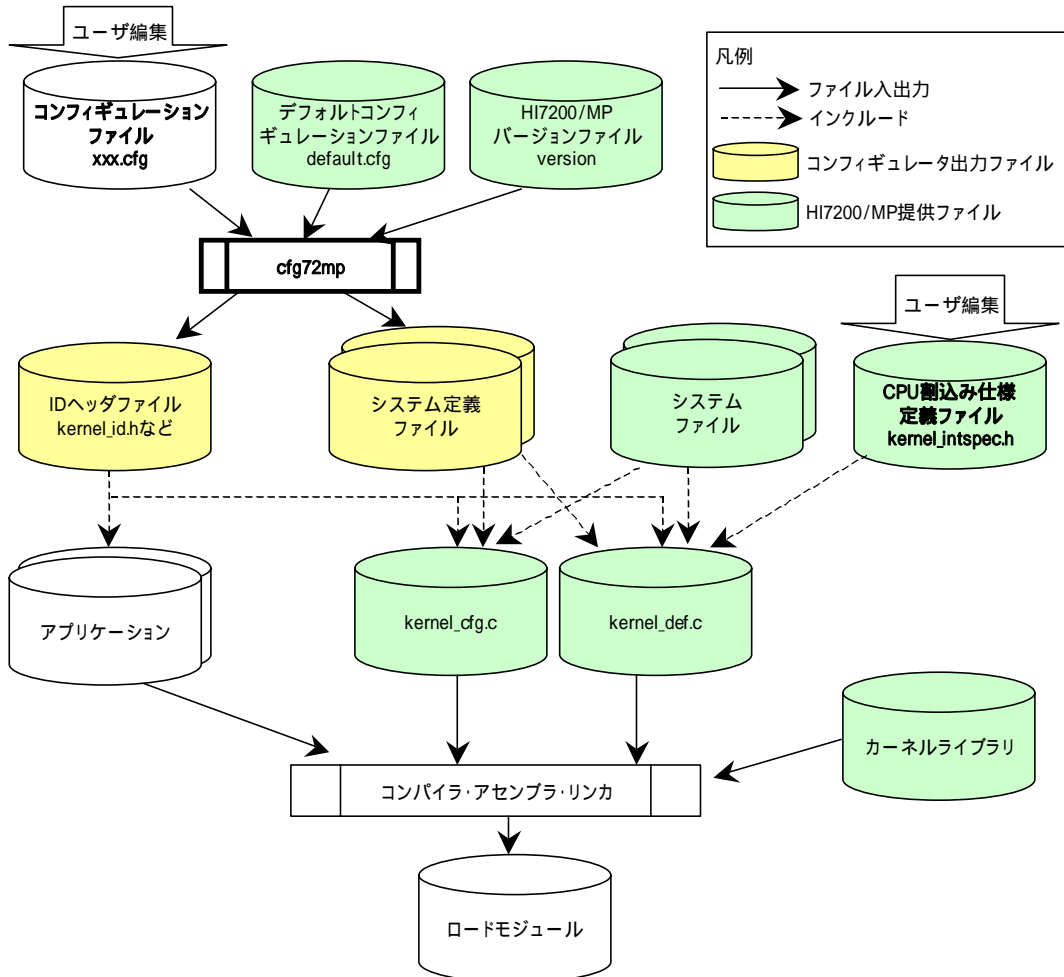 ユーザ編集
コンフィギュレーション
ファイル
xxx.cfg
デフォルトコンフィ
ギュレーションファイル
default.cfg
HI7200/MP
バージョンファイル
version
凡例
ファイル入出力
インクルード
コンフィギュレータ出力ファイル
HI7200/MP提供ファイル
cfg72mp
ユーザ編集
IDヘッダファイル
kernel_id.hなど
システム定義
ファイル
システム
ファイル
CPU割込み仕様
定義ファイル
kernel_intspec.h
アプリケーション
kernel_cfg.c
kernel_def.c
カーネルライブラリ
コンパイラ・アセンブラ・リンカ
ロードモジュール